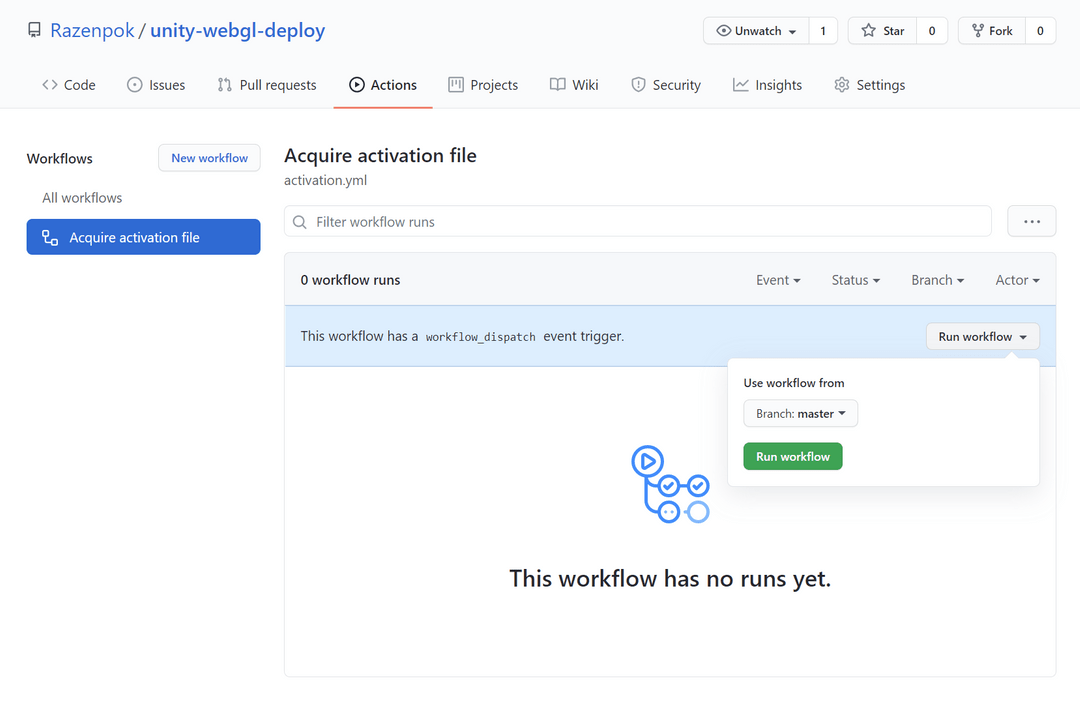 Razenpok / unity-webgl-deploy
Unwatch 1 Star 0 Fork 0
Code Issues Pull requests Actions Projects Wiki Security Insights Settings
Workflows
New workflow
All workflows
Acquire activation file
Acquire activation file
activation.yml
Filter workflow runs
0 workflow runs
Event Status Branch Actor
This workflow has a workflow_dispatch event trigger.
Run workflow
Use workflow from
Branch: master
Run workflow
This workflow has no runs yet.